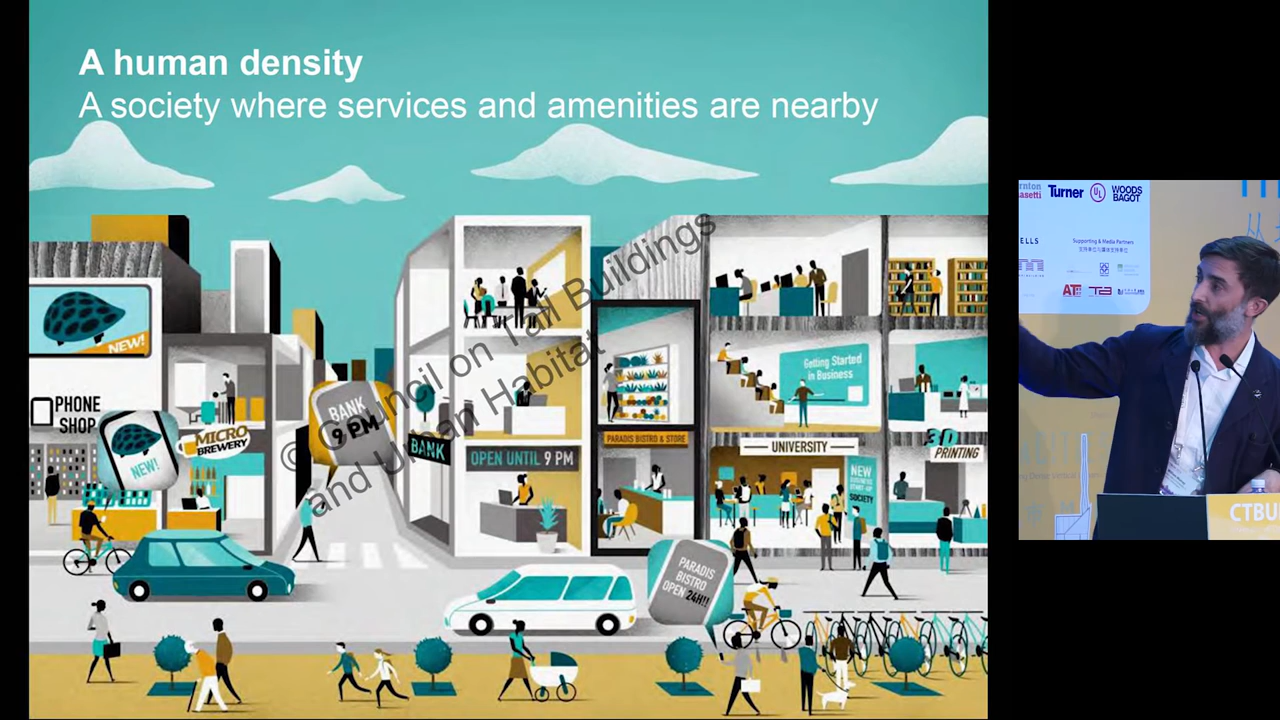 A human density
A society where services and amenities are nearby
NEW!
PHONE
SHOP
NEW!
MICRO
BREWERY
BANK
9 PM
BANK
OPEN UNTIL 9 PM
PARADIS BISTRO & STORE
Getting Started
in Business
UNIVERSITY
NEW
BUSINESS
START-UP
SOCIETY
3D
PRINTING
PARADIS
BISTRO
OPEN 24H!!
© Council on Tall Buildings
and Urban Habitat
Turner
UL
WOODS
BAGOT
ELLS
Supporting & Media Partners
CTBU